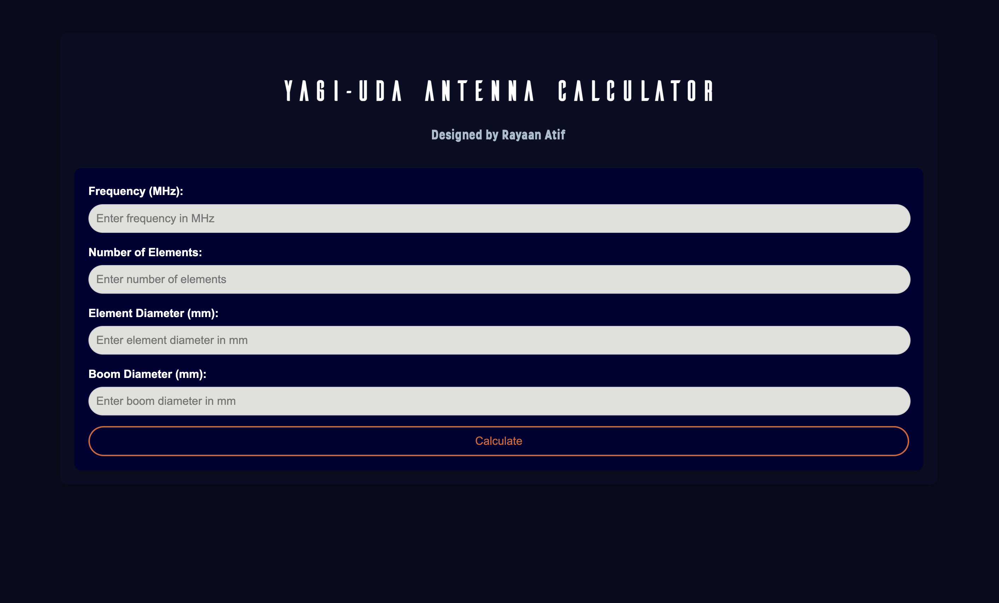 YAGI-UDA ANTENNA CALCULATOR
Designed by Rayaan Atif
Frequency (MHz):
Enter frequency in MHz
Number of Elements:
Enter number of elements
Element Diameter (mm):
Enter element diameter in mm
Boom Diameter (mm):
Enter boom diameter in mm
Calculate